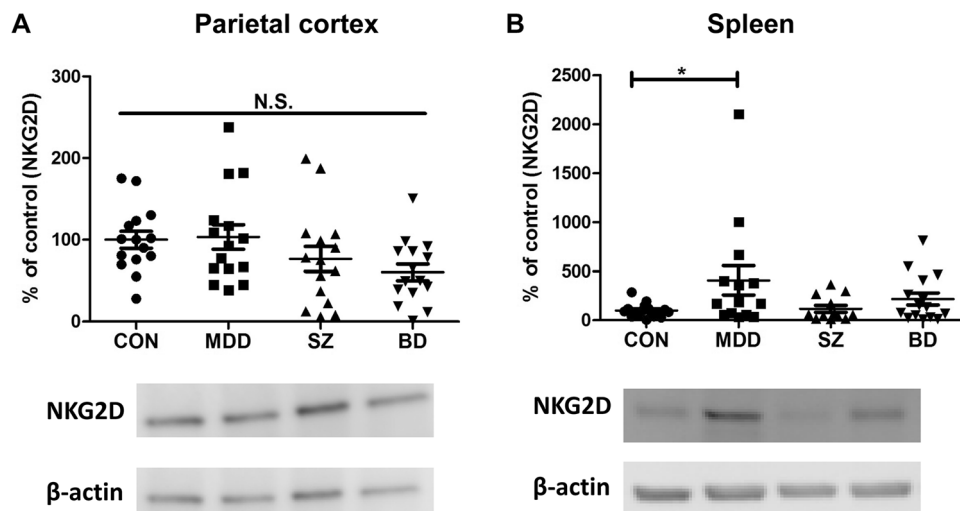 A
Parietal cortex
% of control (NKG2D)
300
200
100
0
N.S.
CON MDD SZ BD
NKG2D
β-actin
B
Spleen
% of control (NKG2D)
2500
2000
1500
1000
500
0
*
CON MDD SZ BD
NKG2D
β-actin